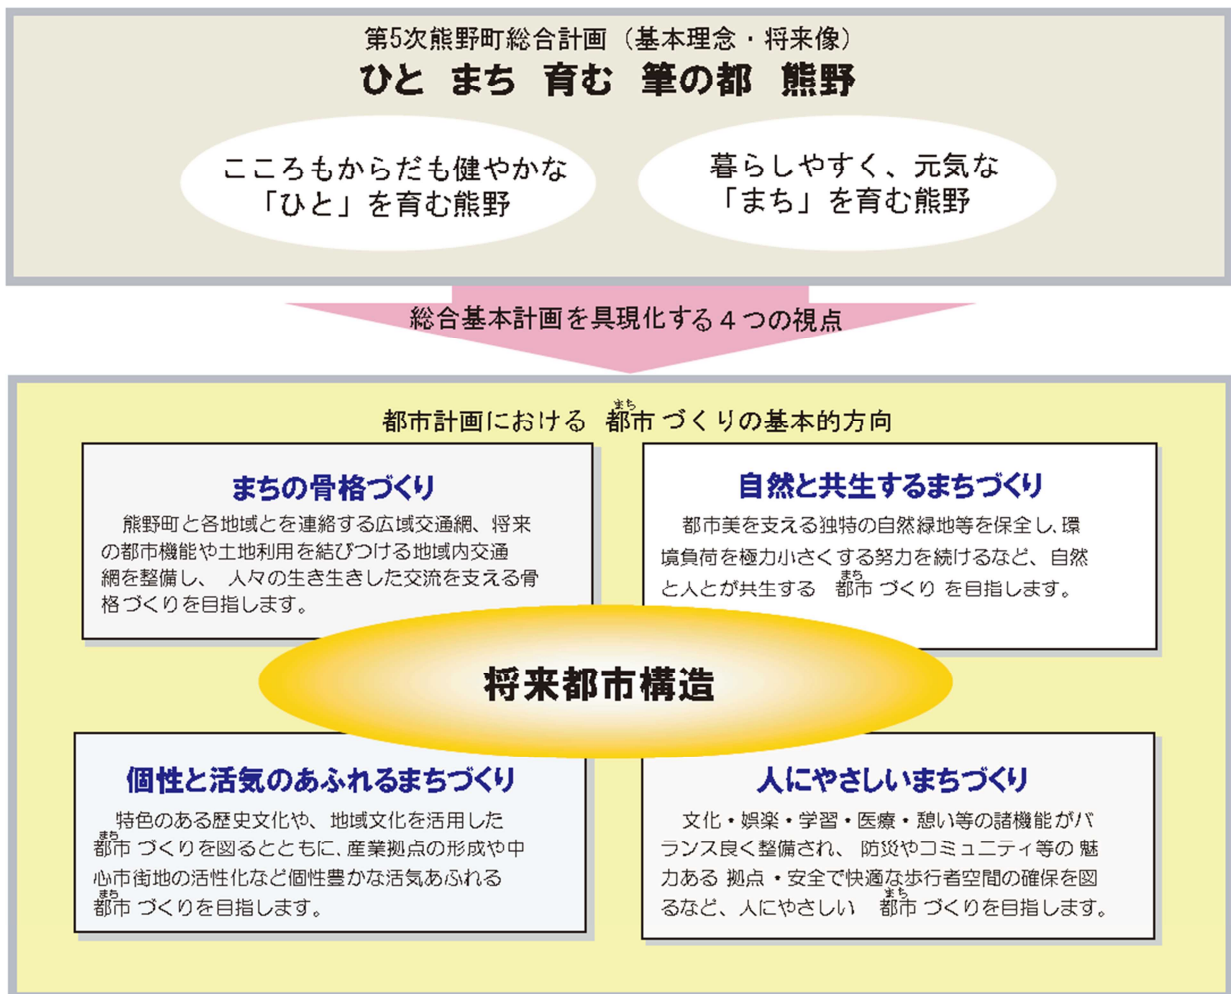 第5次熊野町総合計画（基本理念・将来像）
ひと まち 育む 筆の都 熊野
こころもからだも健やかな
「ひと」を育む熊野
暮らしやすく、元気な
「まち」を育む熊野
総合基本計画を具現化する４つの視点
まち
都市計画における 都市 づくりの基本的方向
まちの骨格づくり
熊野町と各地域とを連絡する広域交通網、将来
の都市機能や土地利用を結びつける地域内交通
網を整備し、 人々の生き生きした交流を支える骨
格づくりを目指します。
自然と共生するまちづくり
都市美を支える独特の自然緑地等を保全し、環
境負荷を極力小さくする努力を続けるなど、自然
まち
と人とが共生する 都市 づくり を目指します。
将来都市構造
個性と活気のあふれるまちづくり
特色のある歴史文化や、地域文化を活用した
まち
都市 づくりを図るとともに、産業拠点の形成や中
心市街地の活性化など個性豊かな活気あふれる
まち
都市 づくりを目指します。
人にやさしいまちづくり
文化・娯楽・学習・医療・憩い等の諸機能がバ
ランス良く整備され、 防災やコミュニティ等の 魅
力ある 拠点・安全で快適な歩行者空間の確保を図
まち
るなど、人にやさしい 都市 づくりを目指します。